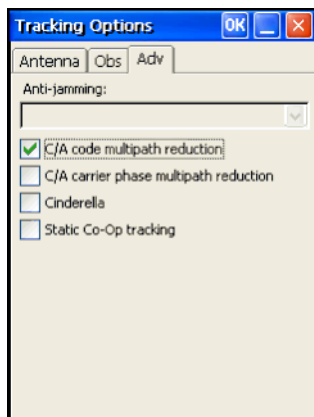 Tracking Options OK
Antenna Obs Adv
Anti-jamming:
C/A code multipath reduction
C/A carrier phase multipath reduction
Cinderella
Static Co-Op tracking